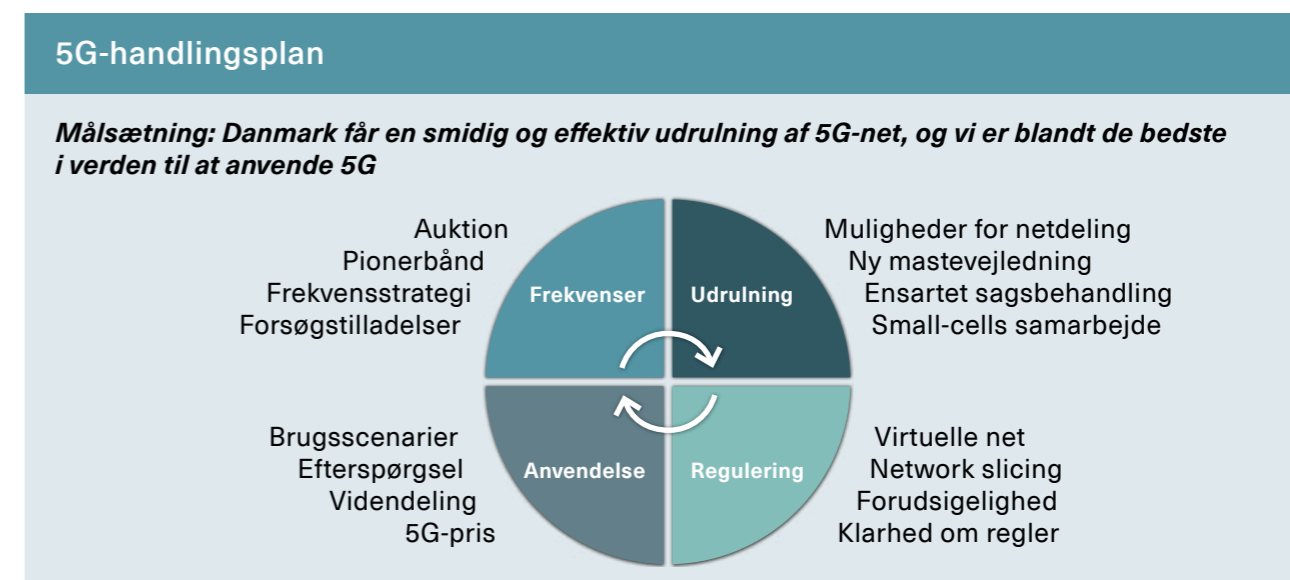 5G-handlingsplan
Målsætning: Danmark får en smidig og effektiv udrulning af 5G-net, og vi er blandt de bedste
i verden til at anvende 5G
Auktion
Pionerbånd
Frekvensstrategi
Forsøgstilladelser
Frekvenser
Udrulning
Muligheder for netdeling
Ny mastevejledning
Ensartet sagsbehandling
Small-cells samarbejde
Brugsscenarier
Efterspørgsel
Videndeling
5G-pris
Anvendelse
Regulering
Virtuelle net
Network slicing
Forudsigelighed
Klarhed om regler